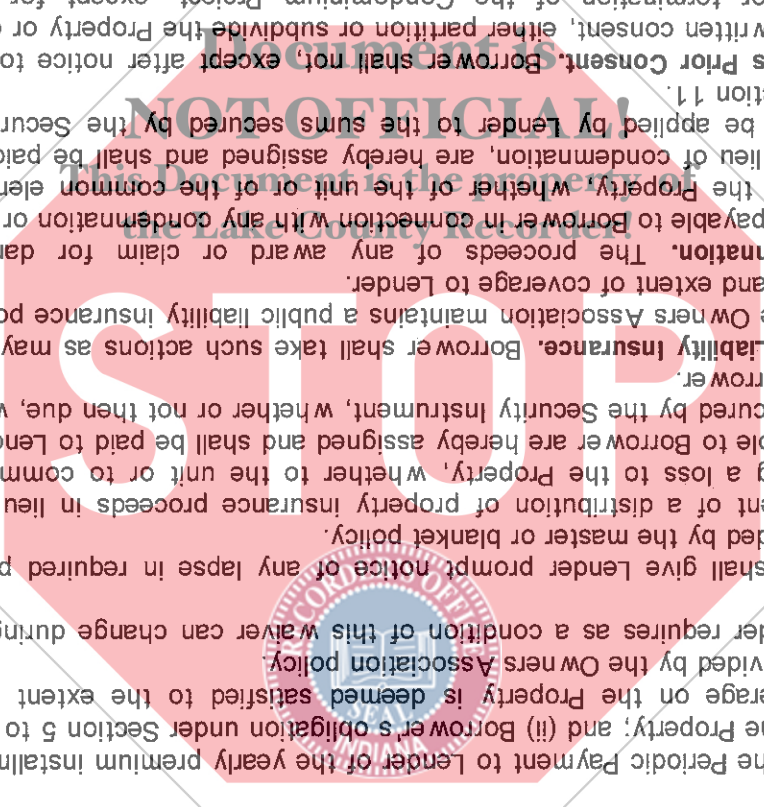 he Periodic Payment to Lender of the yearly premium install
e Property; and (ii) Borrower's obligation under Section 5 to
erage on the Property is deemed satisfied to the extent
vided by the Owners Association policy.
der requires as a condition of this waiver can change during
shall give Lender prompt notice of any lapse in required p
ded by the master or blanket policy.
ent of a distribution of property insurance proceeds in lieu
g a loss to the Property, whether to the unit or to comm
le to Borrower are hereby assigned and shall be paid to Lend
cured by the Security Instrument, whether or not then due, w
rrower.
iability Insurance. Borrower shall take such actions as may
e Owners Association maintains a public liability insurance po
and extent of coverage to Lender.
nnation. The proceeds of any award or claim for dar
payable to Borrower in connection with any condemnation or
the Property, whether of the unit or of the common eler
lieu of condemnation, are hereby assigned and shall be paid
be applied by Lender to the sums secured by the Secur
tion 11.
s Prior Consent. Borrower shall not, except after notice to
written consent, either partition or subdivide the Property or c
or termination of the Condominium Project, except for
Document is
NOT OFFICIAL!
This Document is the property of
the Lake County Recorder!
STOP
RECORDER'S OFFICE
SEAL
INDIANA